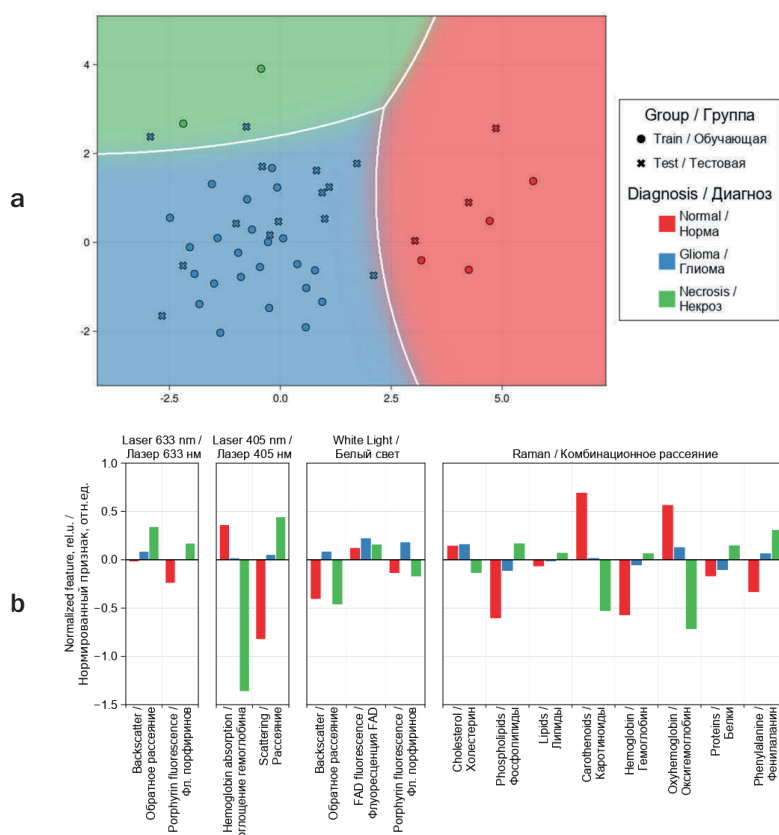 a
4
2
0
-2
-2.5
0.0
2.5
5.0
Group / Группа
Train / Обучающая
Test / Тестовая
Diagnosis / Диагноз
Normal /
Норма
Glioma /
Глиома
Necrosis /
Некроз
b
Normalized feature, rel.u. /
Нормированный признак, отн.ед.
1.0
0.5
0.0
−0.5
−1.0
−1.5
Laser 633 nm /
Лазер 633 нм
Laser 405 nm /
Лазер 405 нм
White Light /
Белый свет
Raman / Комбинационное рассеяние
Backscatter /
Обратное рассеяние
Porphyrin fluorescence /
Фл. порфиринов
Hemoglobin absorption /
оглощение гемоглобина
Scattering /
Рассеяние
Backscatter /
Обратное рассеяние
FAD fluorescence /
Флуоресценция FAD
Porphyrin fluorescence /
Фл. порфиринов
Cholesterol /
Холестерин
Phospholipids /
Фосфолипиды
Lipids /
Липиды
Carothenoids /
Каротиноиды
Hemoglobin /
Гемоглобин
Oxyhemoglobin /
Оксигемоглобин
Proteins /
Белки
Phenylalanine /
Фенилаланин